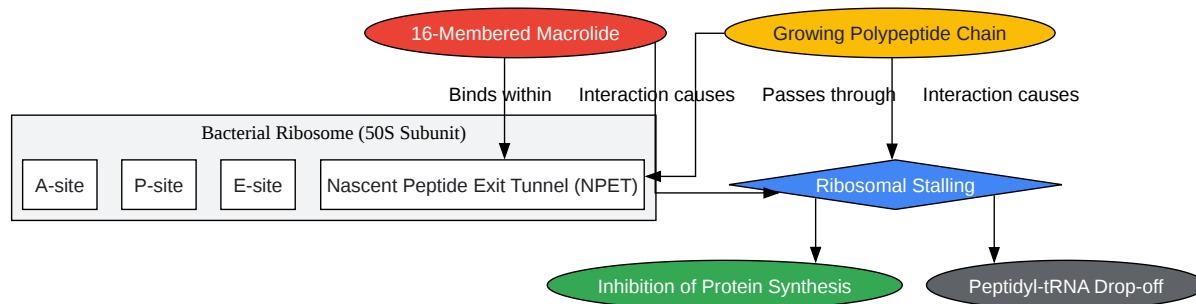 16-Membered Macrolide
Growing Polypeptide Chain
Binds within
Interaction causes
Passes through
Interaction causes
Bacterial Ribosome (50S Subunit)
A-site
P-site
E-site
Nascent Peptide Exit Tunnel (NPET)
Ribosomal Stalling
Inhibition of Protein Synthesis
Peptidyl-tRNA Drop-off